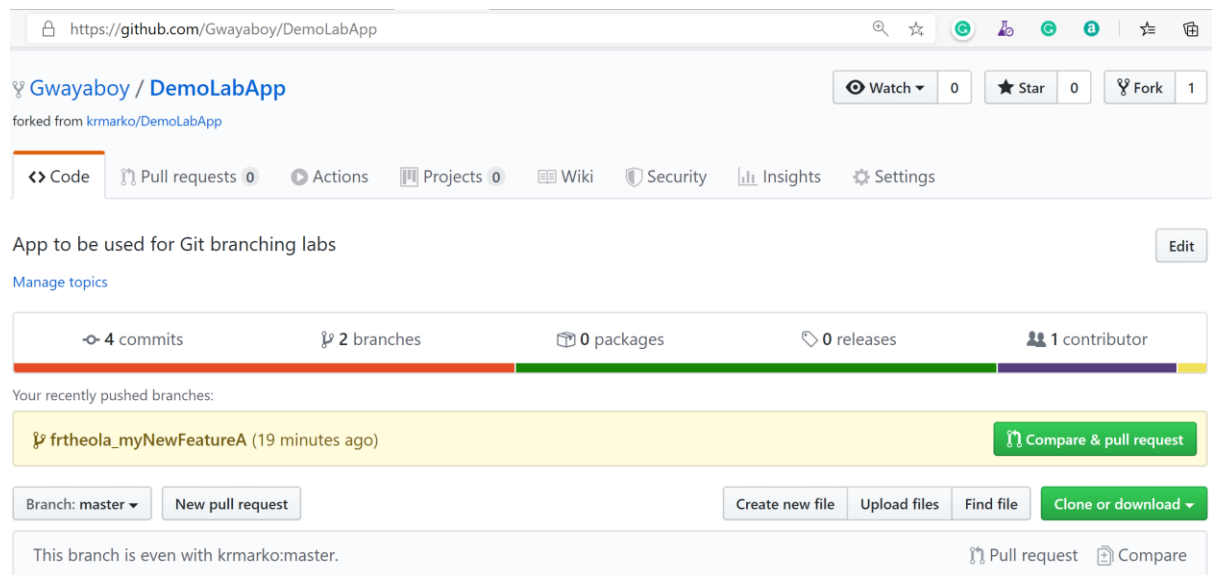 https://github.com/Gwayaboy/DemoLabApp
Gwayaboy / DemoLabApp
Watch 0 Star 0 Fork 1
forked from krmarko/DemoLabApp
Code Pull requests 0 Actions Projects 0 Wiki Security Insights Settings
App to be used for Git branching labs
Edit
Manage topics
4 commits 2 branches 0 packages 0 releases 1 contributor
Your recently pushed branches:
frtheola_myNewFeatureA (19 minutes ago)
Compare & pull request
Branch: master New pull request Create new file Upload files Find file Clone or download
This branch is even with krmarko:master. Pull request Compare